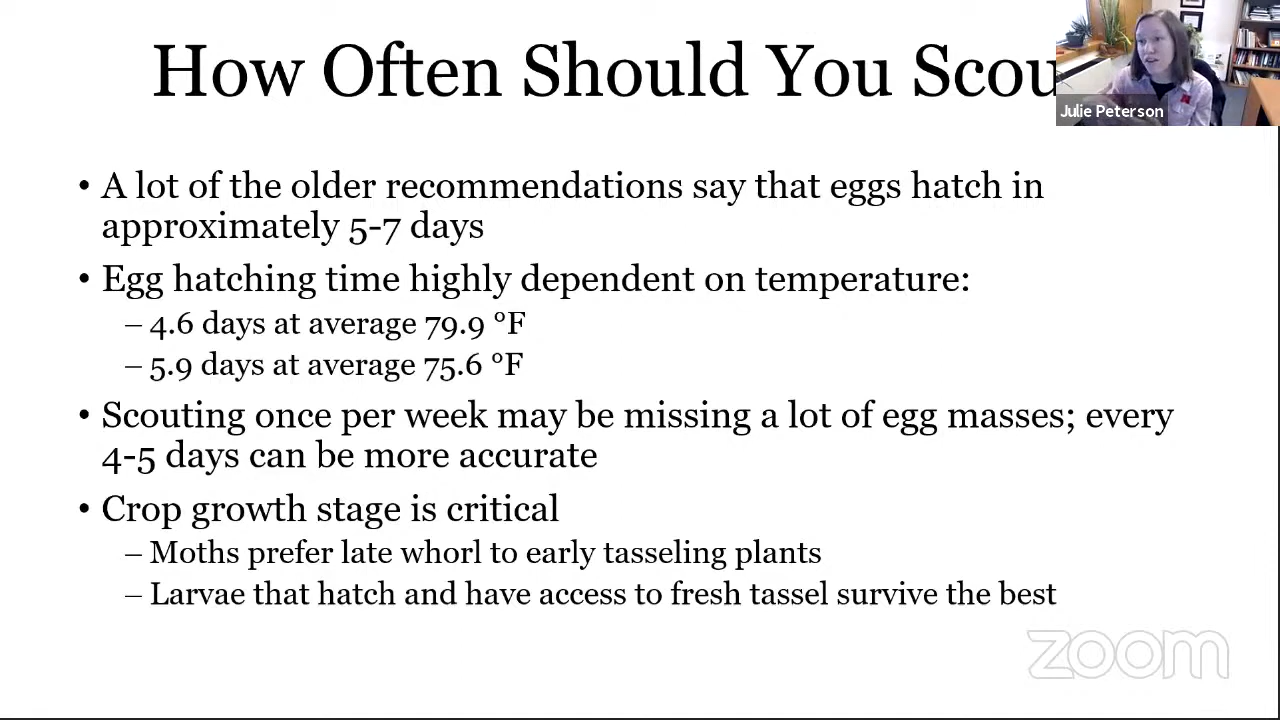 How Often Should You Scou
Julie Peterson
• A lot of the older recommendations say that eggs hatch in
approximately 5-7 days
• Egg hatching time highly dependent on temperature:
– 4.6 days at average 79.9 °F
– 5.9 days at average 75.6 °F
• Scouting once per week may be missing a lot of egg masses; every
4-5 days can be more accurate
• Crop growth stage is critical
– Moths prefer late whorl to early tasseling plants
– Larvae that hatch and have access to fresh tassel survive the best
zoom